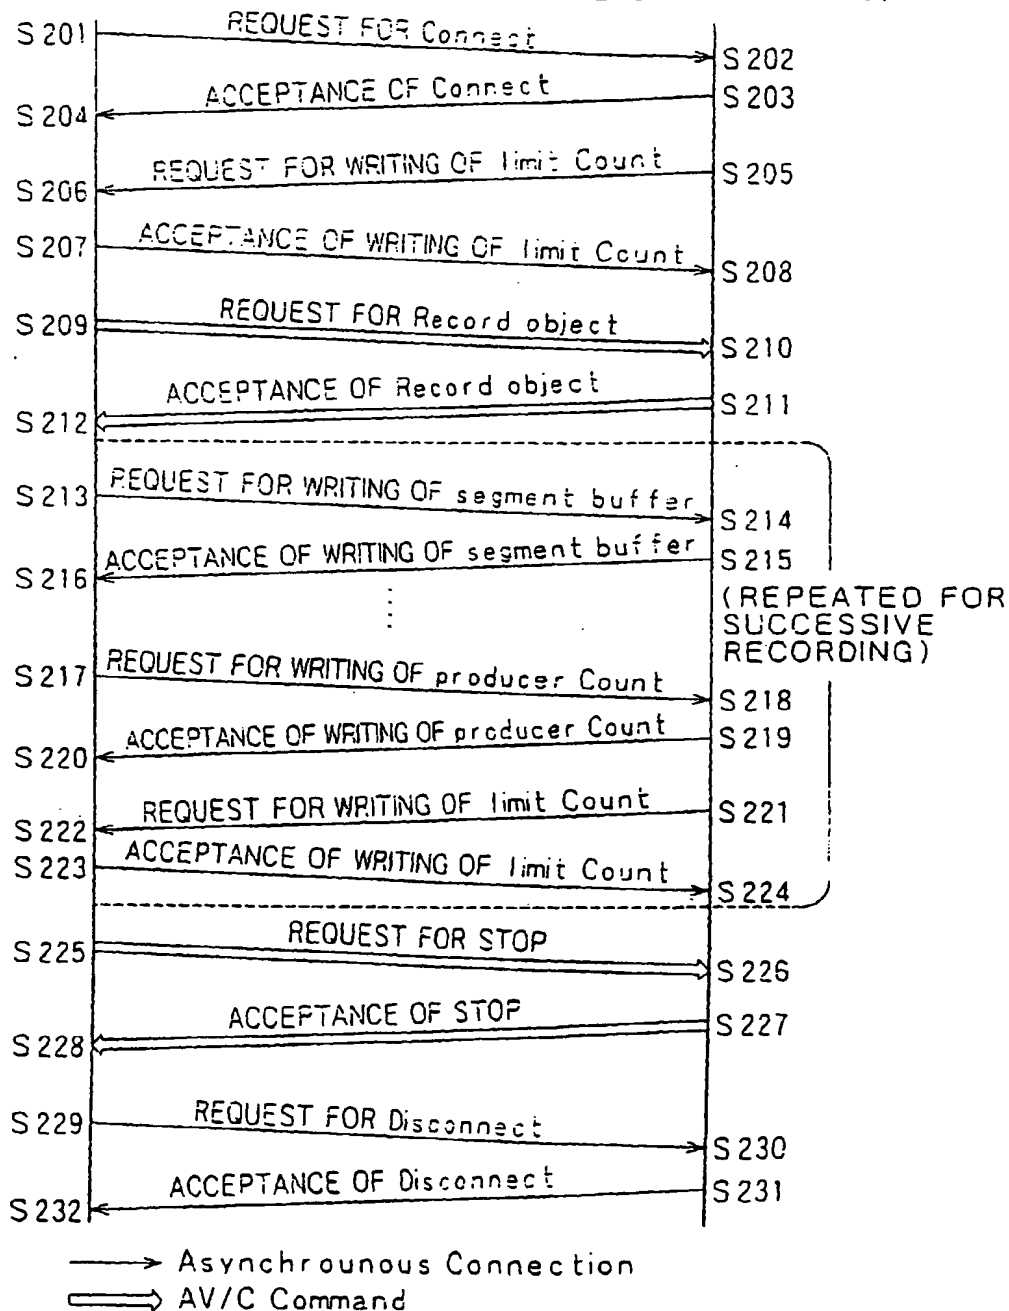 S201 REQUEST FOR Connect
S202
ACCEPTANCE OF Connect S203
S204
REQUEST FOR WRITING OF limit Count S205
S206
S207 ACCEPTANCE OF WRITING OF limit Count
S208
S209 REQUEST FOR Record object
S210
ACCEPTANCE OF Record object S211
S212
S213 REQUEST FOR WRITING OF segment buffer
S214
ACCEPTANCE OF WRITING OF segment buffer S215
S216
(REPEATED FOR
SUCCESSIVE
RECORDING)
S217 REQUEST FOR WRITING OF producer Count
S218
ACCEPTANCE OF WRITING OF producer Count S219
S220
REQUEST FOR WRITING OF limit Count S221
S222
S223 ACCEPTANCE OF WRITING OF limit Count
S224
S225 REQUEST FOR STOP
S226
ACCEPTANCE OF STOP S227
S228
S229 REQUEST FOR Disconnect
S230
ACCEPTANCE OF Disconnect S231
S232
Asynchrounous Connection
AV/C Command